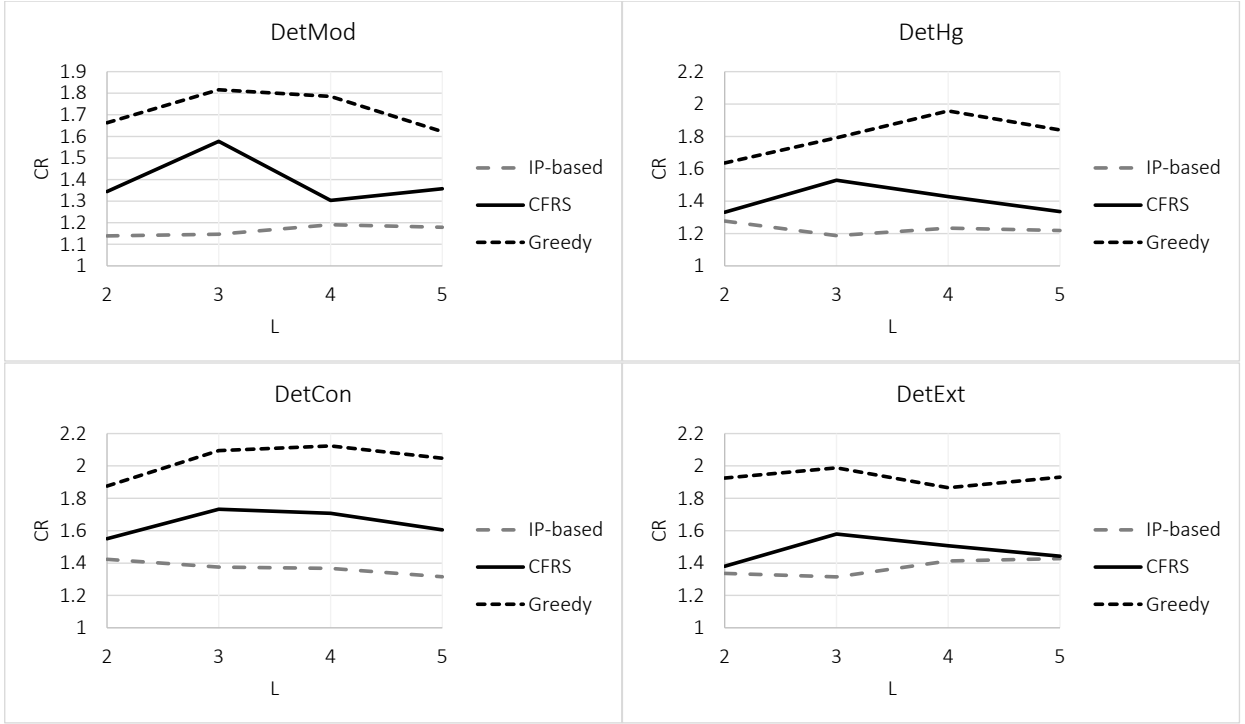 DetMod
1.9
1.8
1.7
1.6
1.5
1.4
1.3
1.2
1.1
1
CR
2 3 4 5
L
IP-based
CFRS
Greedy
DetHg
2.2
2
1.8
1.6
1.4
1.2
1
CR
2 3 4 5
L
IP-based
CFRS
Greedy
DetCon
2.2
2
1.8
1.6
1.4
1.2
1
CR
2 3 4 5
L
IP-based
CFRS
Greedy
DetExt
2.2
2
1.8
1.6
1.4
1.2
1
CR
2 3 4 5
L
IP-based
CFRS
Greedy